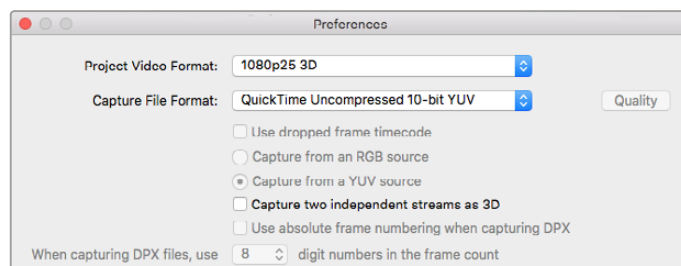 Preferences
Project Video Format: 1080p25 3D
Capture File Format: QuickTime Uncompressed 10-bit YUV Quality
Use dropped frame timecode
Capture from an RGB source
Capture from a YUV source
Capture two independent streams as 3D
Use absolute frame numbering when capturing DPX
When capturing DPX files, use 8 digit numbers in the frame count